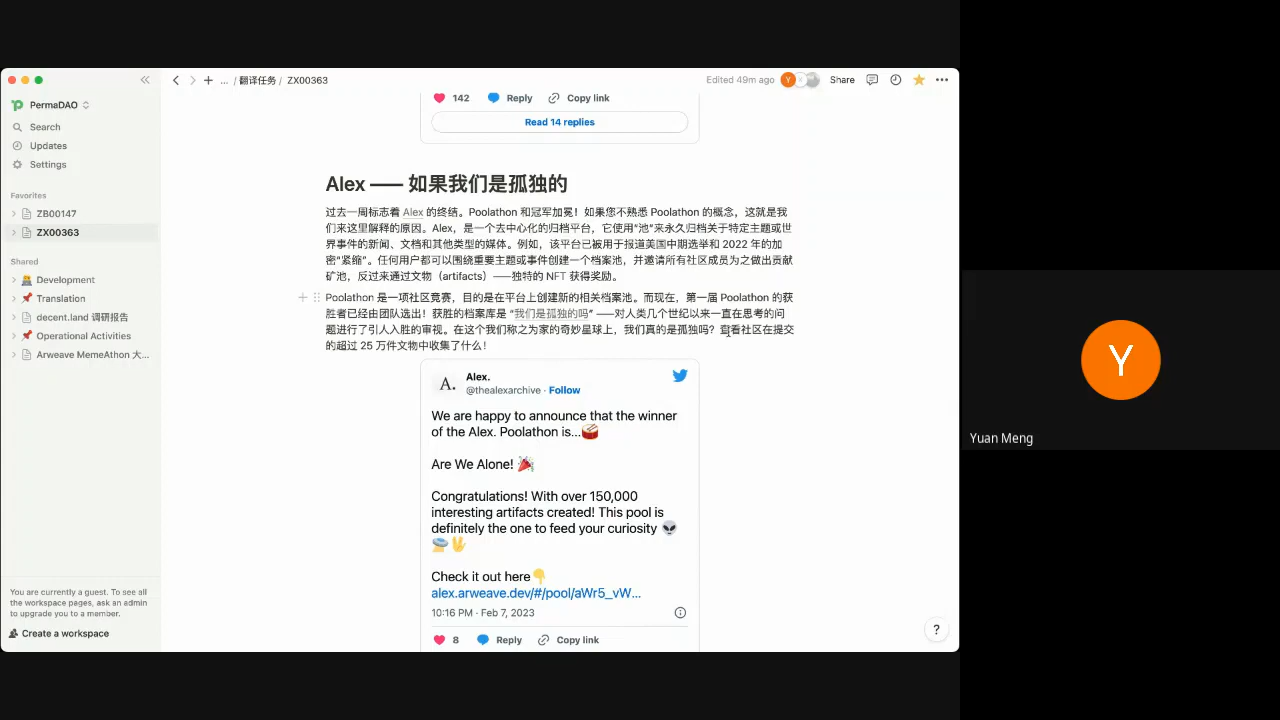 ... / 翻译任务 / ZX00363
Edited 49m ago
Y
Share
PermaDAO
Search
Updates
Settings
Favorites
ZB00147
ZX00363
Shared
Development
Translation
decent.land 调研报告
Operational Activities
Arweave MemeAthon 大...
You are currently a guest. To see all
the workspace pages, ask an admin
to upgrade you to a member.
Create a workspace
142 Reply Copy link
Read 14 replies
Alex —— 如果我们是孤独的
过去一周标志着 Alex 的终结。Poolathon 和冠军加冕！如果您不熟悉 Poolathon 的概念，这就是我
们来这里解释的原因。Alex，是一个去中心化的归档平台，它使用“池”来永久归档关于特定主题或世
界事件的新闻、文档和其他类型的媒体。例如，该平台已被用于报道美国中期选举和 2022 年的加
密“紧缩”。任何用户都可以围绕重要主题或事件创建一个档案池，并邀请所有社区成员为之做出贡献
矿池，反过来通过文物（artifacts）——独特的 NFT 获得奖励。
Poolathon 是一项社区竞赛，目的是在平台上创建新的相关档案池。而现在，第一届 Poolathon 的获
胜者已经由团队选出！获胜的档案库是 “我们是孤独的吗” ——对人类几个世纪以来一直在思考的问
题进行了引人入胜的审视。在这个我们称之为家的奇妙星球上，我们真的是孤独吗？查看社区在提交
的超过 25 万件文物中收集了什么！
A. Alex.
@thealexarchive · Follow
We are happy to announce that the winner
of the Alex. Poolathon is...🥁
Are We Alone! 🎉
Congratulations! With over 150,000
interesting artifacts created! This pool is
definitely the one to feed your curiosity 👽
🛸🖖
Check it out here👇
alex.arweave.dev/#/pool/aWr5_vW...
10:16 PM · Feb 7, 2023
8 Reply Copy link
?
Y
Yuan Meng